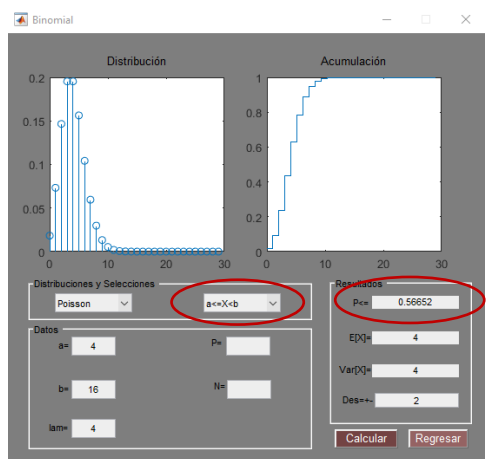 Binomial
Distribución
0.2
0.15
0.1
0.05
0
0 10 20 30
Acumulación
1
0.8
0.6
0.4
0.2
0
0 10 20 30
Distribuciones y Selecciones
Poisson
a<=X<b
Datos
a= 4
P=
b= 16
N=
lam= 4
Resultados
P<= 0.56652
E[X]= 4
Var[X]= 4
Des=+- 2
Calcular
Regresar